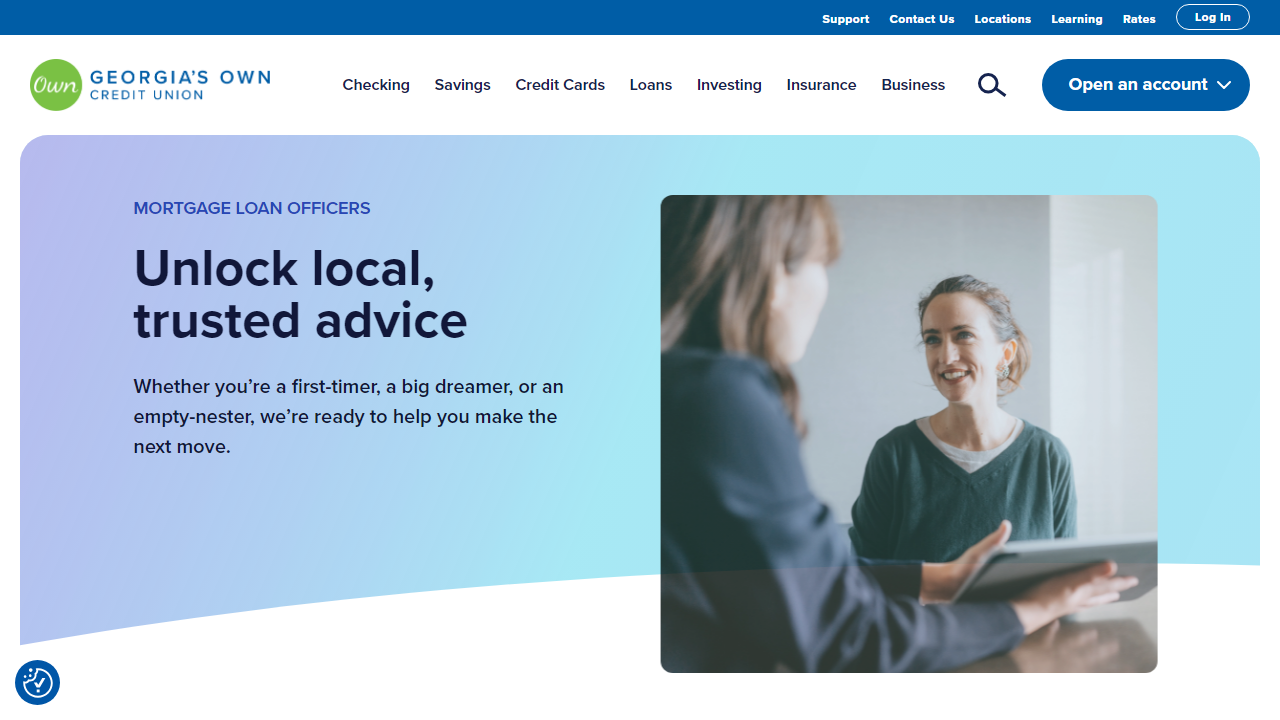 Support Contact Us Locations Learning Rates Log In
Own GEORGIA'S OWN
CREDIT UNION
Checking Savings Credit Cards Loans Investing Insurance Business Open an account
MORTGAGE LOAN OFFICERS
Unlock local,
trusted advice
Whether you’re a first-timer, a big dreamer, or an
empty-nester, we’re ready to help you make the
next move.